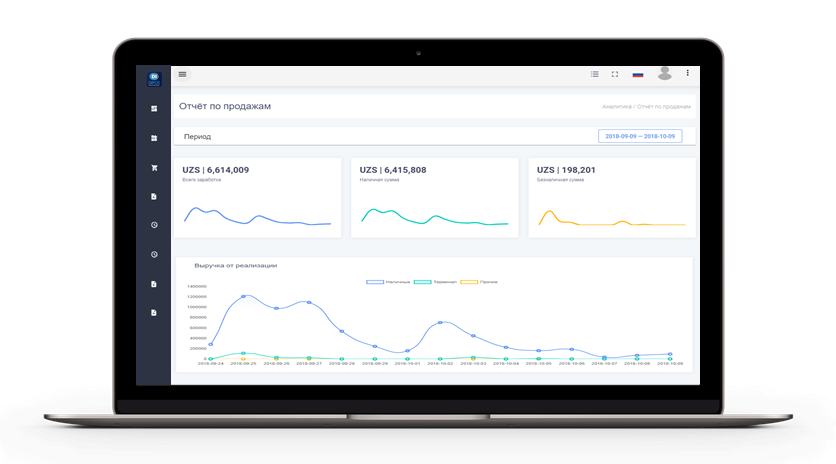 DI
Отчёт по продажам
Аналитика / Отчёт по продажам
Период
2018-09-09 — 2018-10-09
UZS | 6,614,009
Всего заработка
UZS | 6,415,808
Наличная сумма
UZS | 198,201
Безналичная сумма
Выручка от реализации
Наличные Терминал Прочие
1400000
1200000
1000000
800000
600000
400000
200000
0
2018-09-24 2018-09-25 2018-09-26 2018-09-27 2018-09-28 2018-09-29 2018-10-01 2018-10-02 2018-10-03 2018-10-04 2018-10-05 2018-10-06 2018-10-07 2018-10-08 2018-10-09